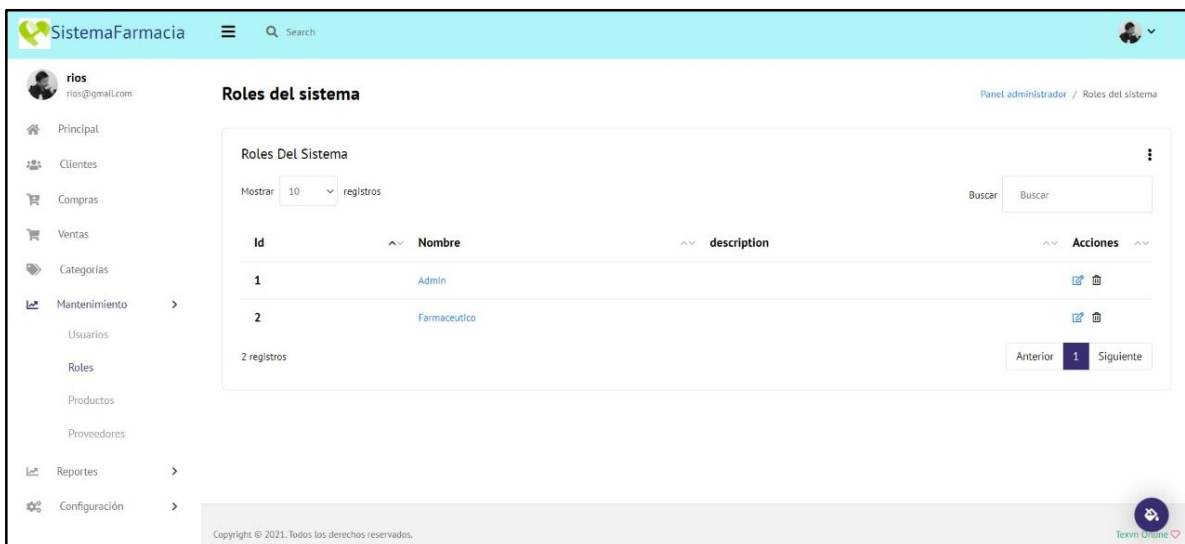 SistemaFarmacia
Search
rios
rios@gmail.com
Principal
Clientes
Compras
Ventas
Categorías
Mantenimiento
Usuarios
Roles
Productos
Proveedores
Reportes
Configuración
Roles del sistema
Panel administrador / Roles del sistema
Roles Del Sistema
Mostrar 10 registros
Buscar Buscar
Id Nombre description Acciones
1 Admin
2 Farmaceutico
2 registros
Anterior 1 Siguiente
Copyright © 2021. Todos los derechos reservados.
Texvn Online